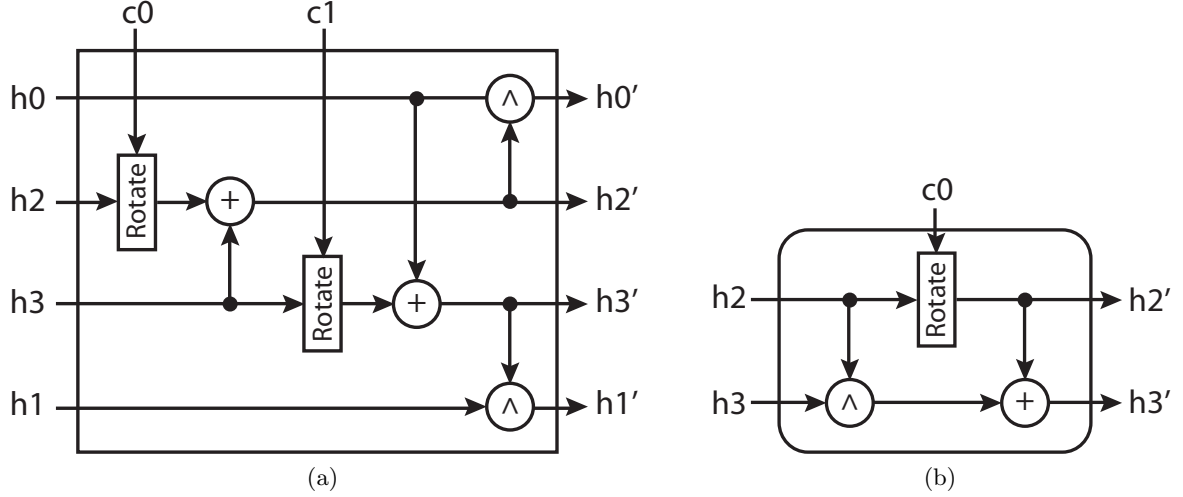 c0 c1
h0 ∧ h0′
c0
h2 Rotate + h2′
h2 Rotate h2′
h3 Rotate + h3′
h3 ∧ + h3′
h1 ∧ h1′
(a) (b)